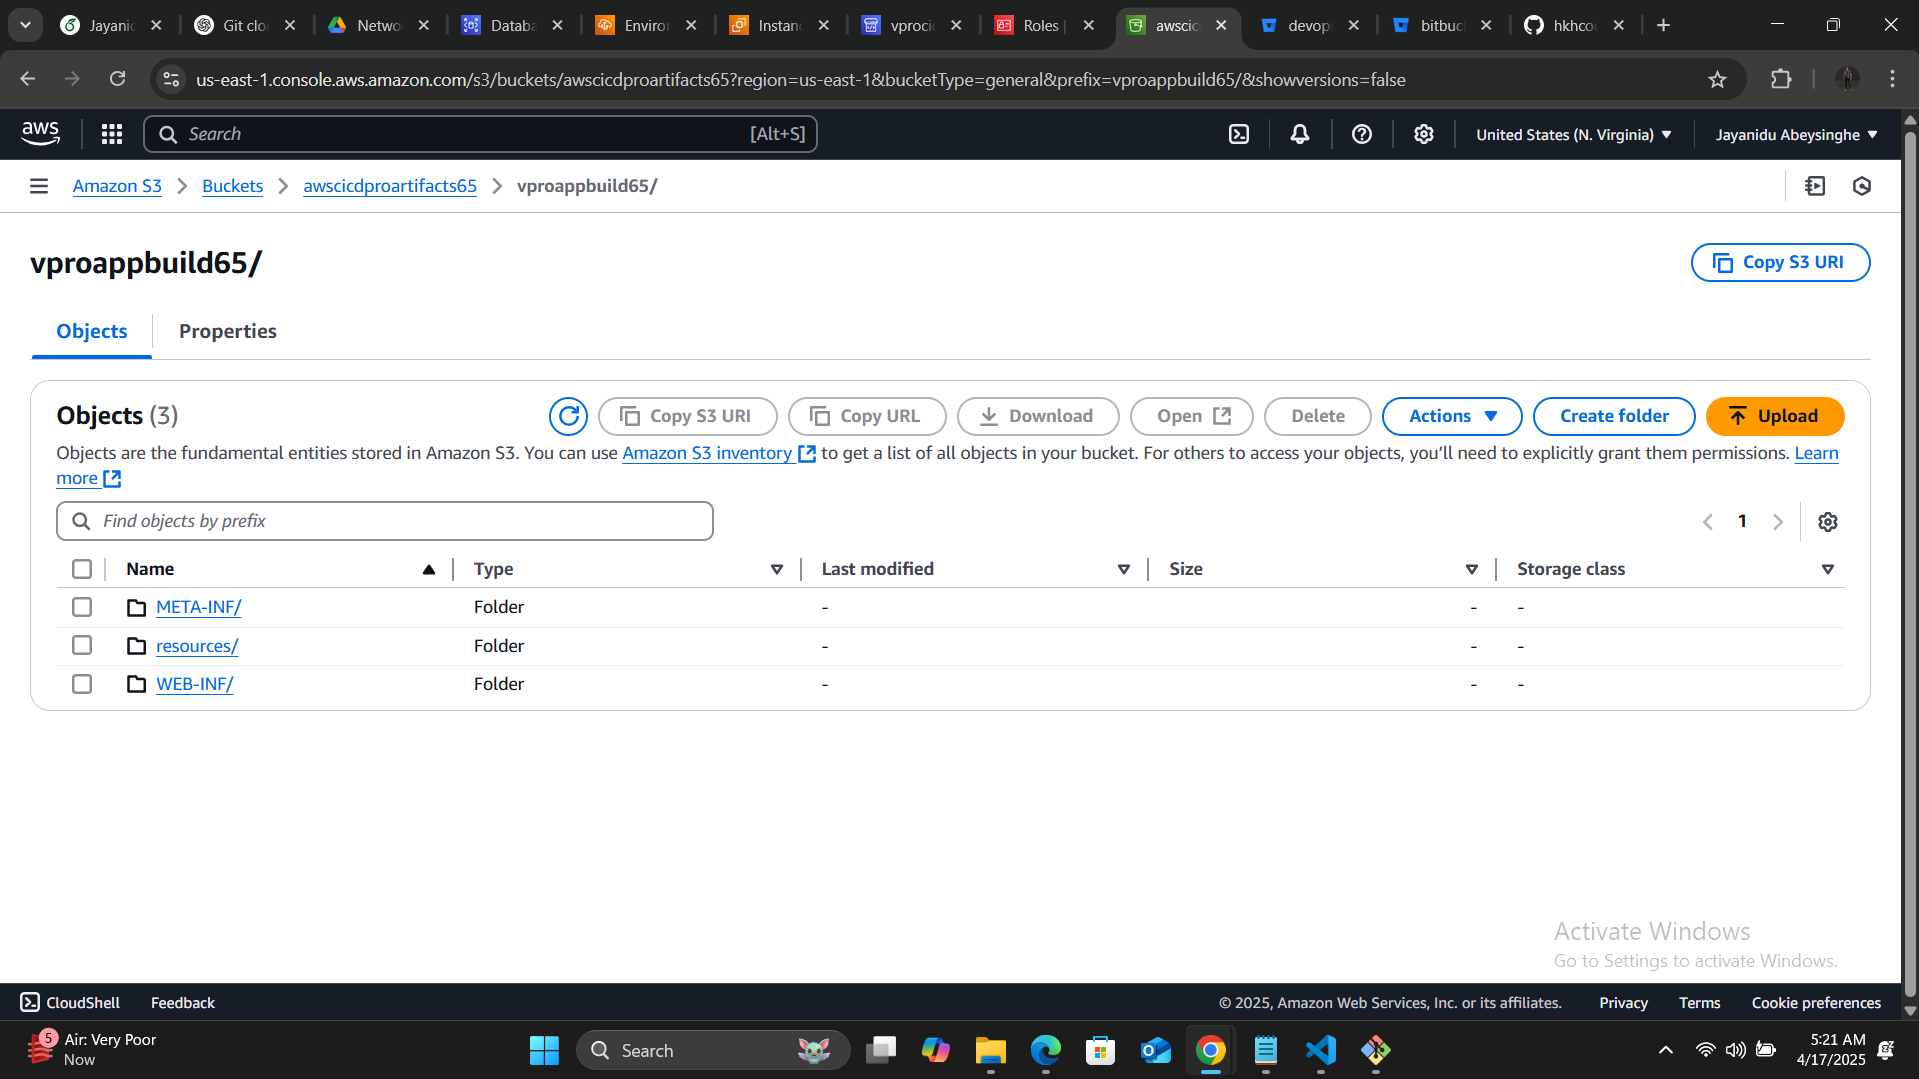 Jayani
Git clo
Netwo
Databa
Enviro
Instan
vproci
Roles |
awscic
devop
bitbuc
hkhco
us-east-1.console.aws.amazon.com/s3/buckets/awscicdproartifacts65?region=us-east-1&bucketType=general&prefix=vproappbuild65/&showversions=false
aws
Search
[Alt+S]
United States (N. Virginia)
Jayanidu Abeysinghe
Amazon S3
Buckets
awscicdproartifacts65
vproappbuild65/
vproappbuild65/
Copy S3 URI
Objects
Properties
Objects (3)
Copy S3 URI
Copy URL
Download
Open
Delete
Actions
Create folder
Upload
Objects are the fundamental entities stored in Amazon S3. You can use Amazon S3 inventory to get a list of all objects in your bucket. For others to access your objects, you’ll need to explicitly grant them permissions. Learn
more
Find objects by prefix
1
Name
Type
Last modified
Size
Storage class
META-INF/
Folder
-
-
-
resources/
Folder
-
-
-
WEB-INF/
Folder
-
-
-
Activate Windows
Go to Settings to activate Windows.
CloudShell
Feedback
© 2025, Amazon Web Services, Inc. or its affiliates.
Privacy
Terms
Cookie preferences
5
Air: Very Poor
Now
Search
5:21 AM
4/17/2025